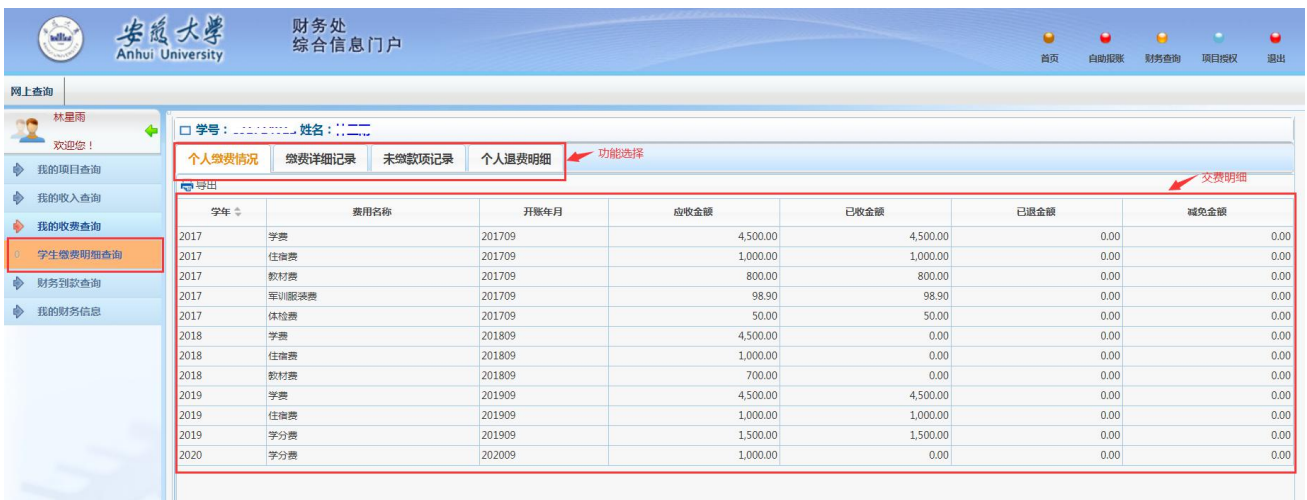 安徽大学
Anhui University
财务处
综合信息门户
首页 自助报账 财务查询 项目授权 退出
网上查询
林星雨
欢迎您！
我的项目查询
我的收入查询
我的收费查询
学生缴费明细查询
财务到款查询
我的财务信息
学号： 姓名：
个人缴费情况 缴费详细记录 未缴款项记录 个人退费明细 功能选择
导出 交费明细
学年 费用名称 开账年月 应收金额 已收金额 已退金额 减免金额
2017 学费 201709 4,500.00 4,500.00 0.00 0.00
2017 住宿费 201709 1,000.00 1,000.00 0.00 0.00
2017 教材费 201709 800.00 800.00 0.00 0.00
2017 军训服装费 201709 98.90 98.90 0.00 0.00
2017 体检费 201709 50.00 50.00 0.00 0.00
2018 学费 201809 4,500.00 0.00 0.00 0.00
2018 住宿费 201809 1,000.00 0.00 0.00 0.00
2018 教材费 201809 700.00 0.00 0.00 0.00
2019 学费 201909 4,500.00 4,500.00 0.00 0.00
2019 住宿费 201909 1,000.00 1,000.00 0.00 0.00
2019 学分费 201909 1,500.00 1,500.00 0.00 0.00
2020 学分费 202009 1,000.00 0.00 0.00 0.00